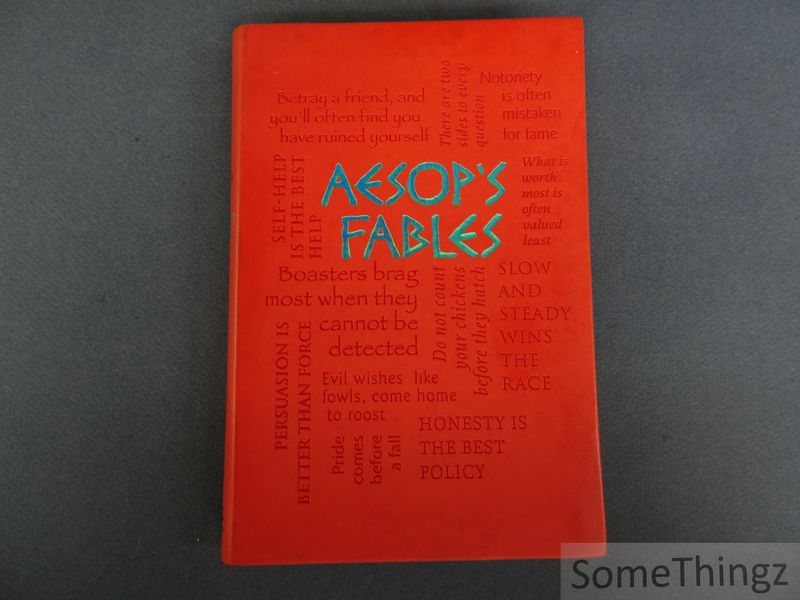 Betray a friend, and
you'll often find you
have ruined yourself
There are two
sides to every
question
Notoriety
is often
mistaken
for fame
SELF-HELP
IS THE BEST
HELP
AESOP'S
FABLES
What is
worth
most is
often
valued
least
Boasters brag
most when they
cannot be
detected
Do not count
your chickens
before they hatch
SLOW
AND
STEADY
WINS
THE
RACE
PERSUASION IS
BETTER THAN FORCE
Evil wishes like
fowls, come home
to roost
Pride
comes
before
a fall
HONESTY IS
THE BEST
POLICY
SomeThingz